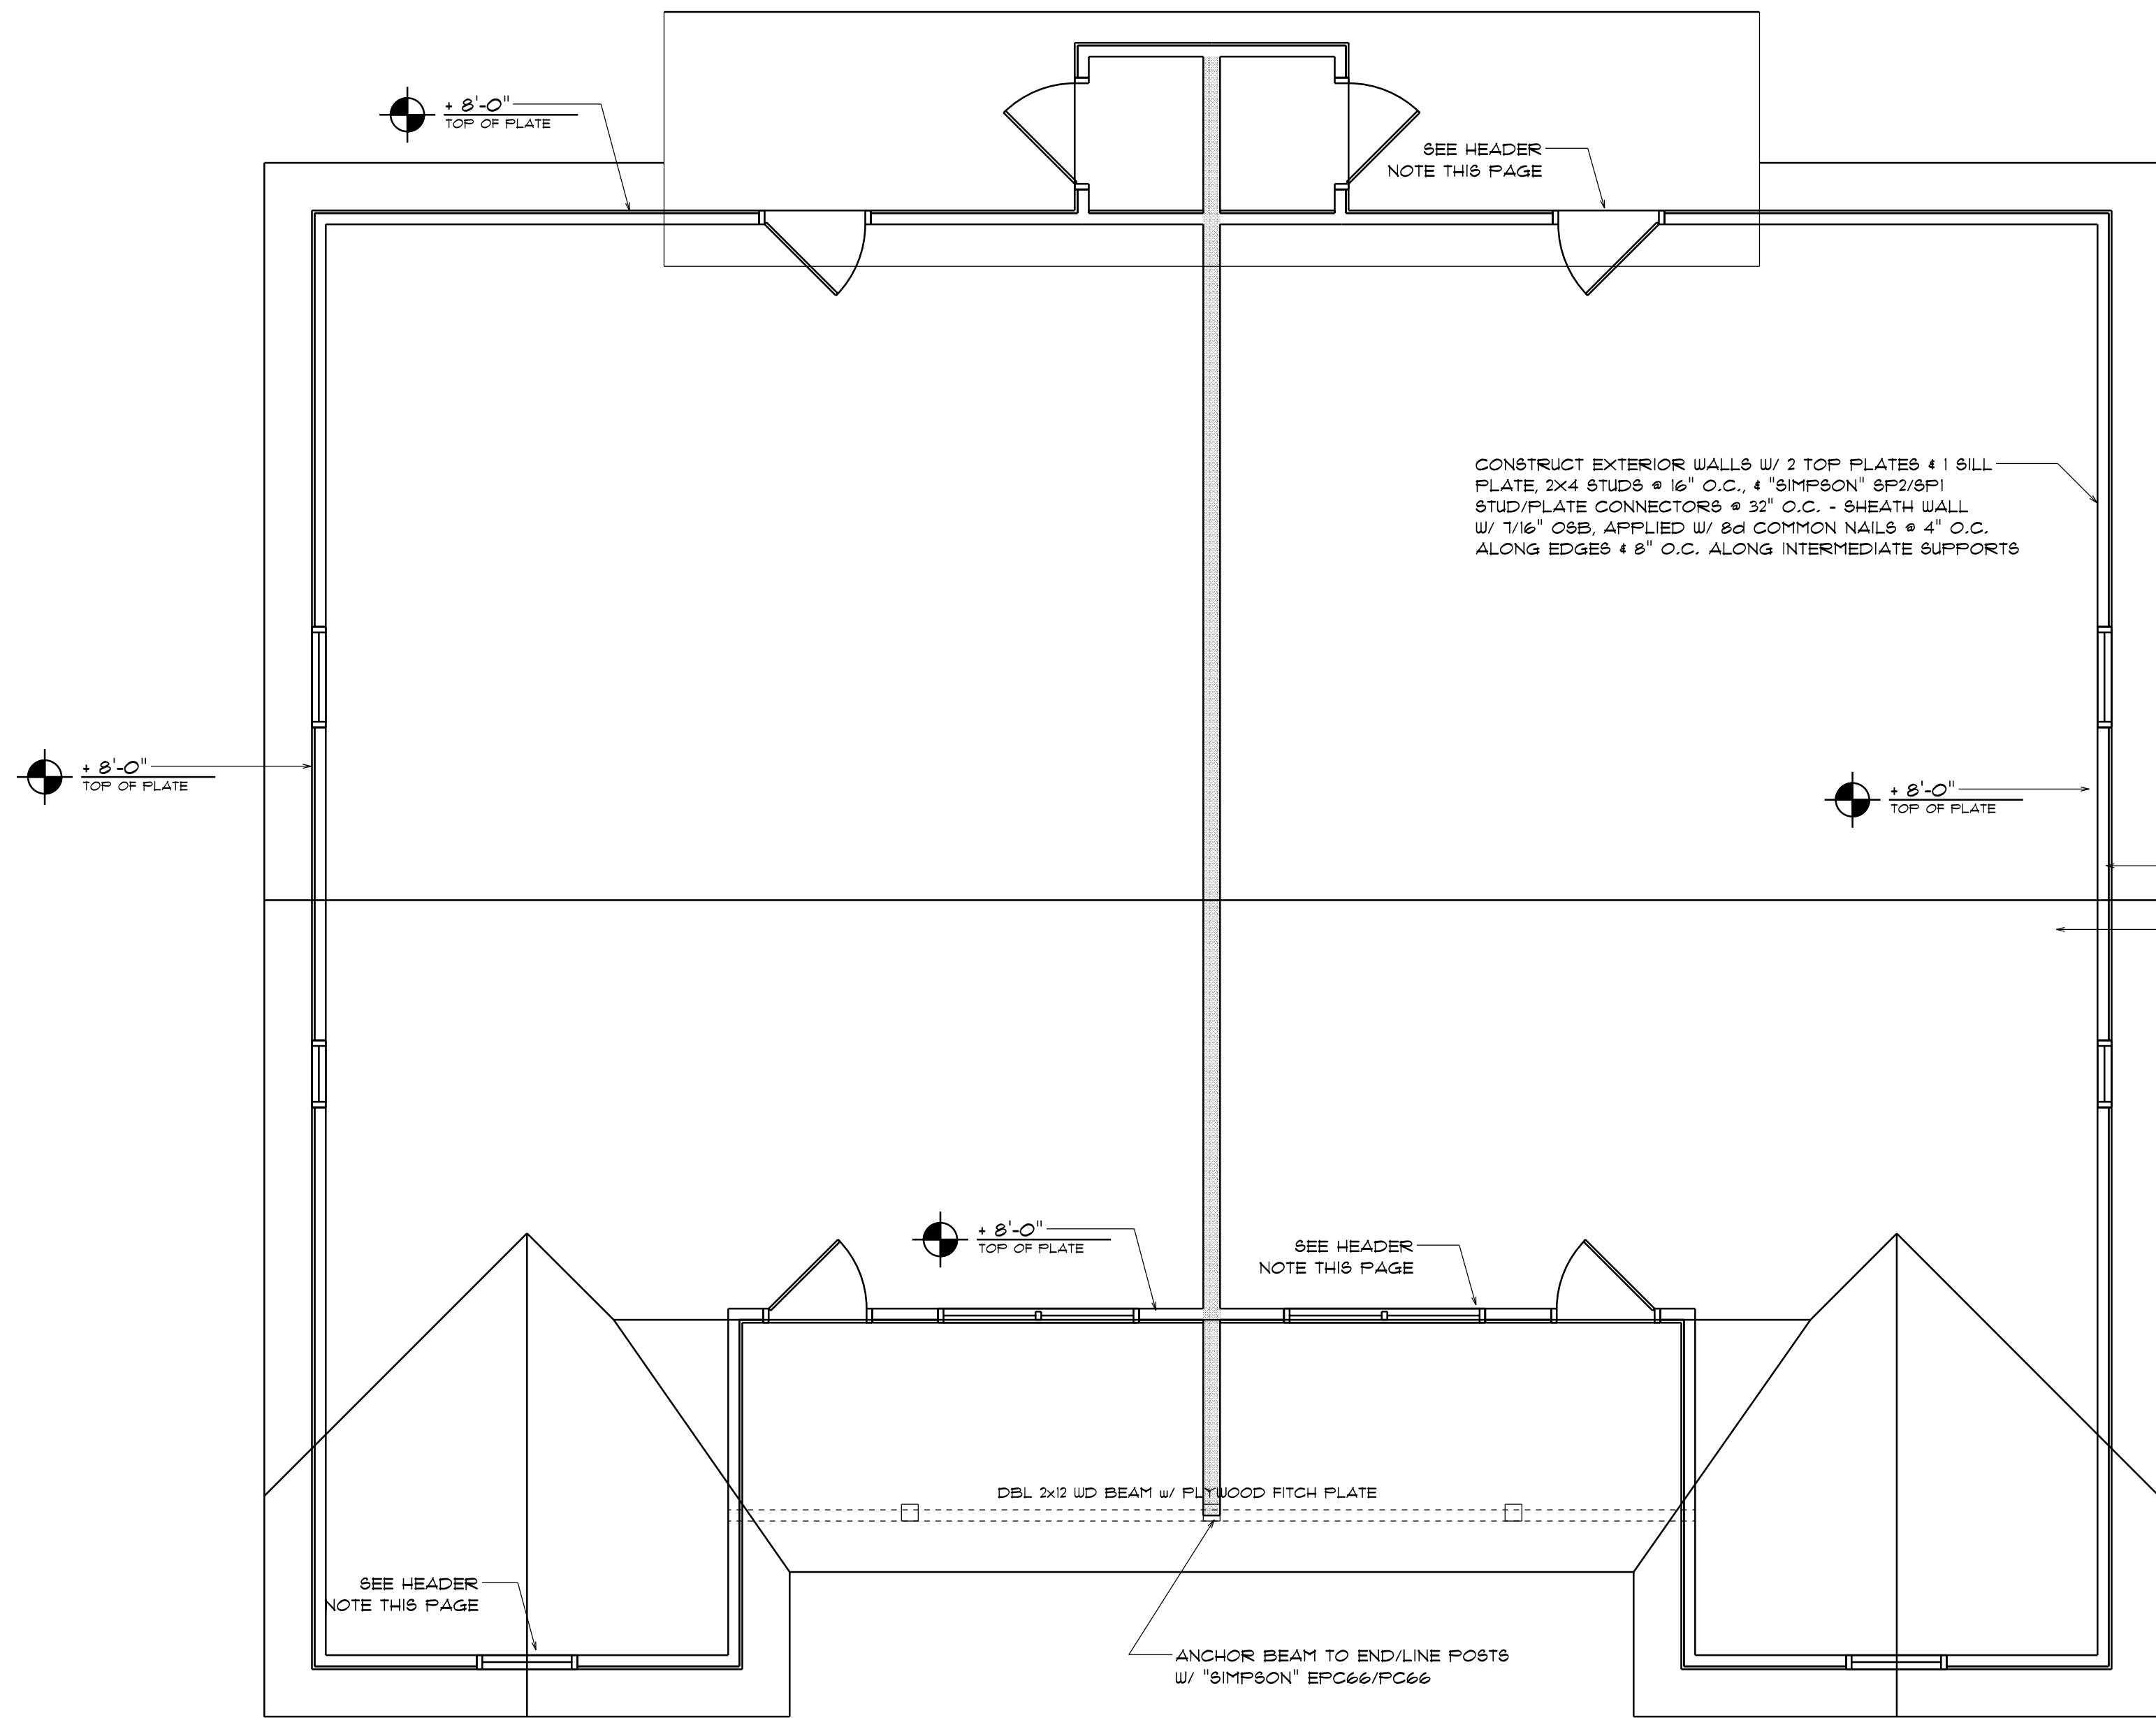 + 8'-0"
TOP OF PLATE
SEE HEADER
NOTE THIS PAGE
CONSTRUCT EXTERIOR WALLS W/ 2 TOP PLATES & 1 SILL
PLATE, 2X4 STUDS @ 16" O.C., & "SIMPSON" SP2/SP1
STUD/PLATE CONNECTORS @ 32" O.C. - SHEATH WALL
W/ 7/16" OSB, APPLIED W/ 8d COMMON NAILS @ 4" O.C.
ALONG EDGES & 8" O.C. ALONG INTERMEDIATE SUPPORTS
+ 8'-0"
TOP OF PLATE
+ 8'-0"
TOP OF PLATE
+ 8'-0"
TOP OF PLATE
SEE HEADER
NOTE THIS PAGE
DBL 2x12 WD BEAM w/ PLYWOOD FITCH PLATE
SEE HEADER
NOTE THIS PAGE
ANCHOR BEAM TO END/LINE POSTS
W/ "SIMPSON" EPC66/PC66